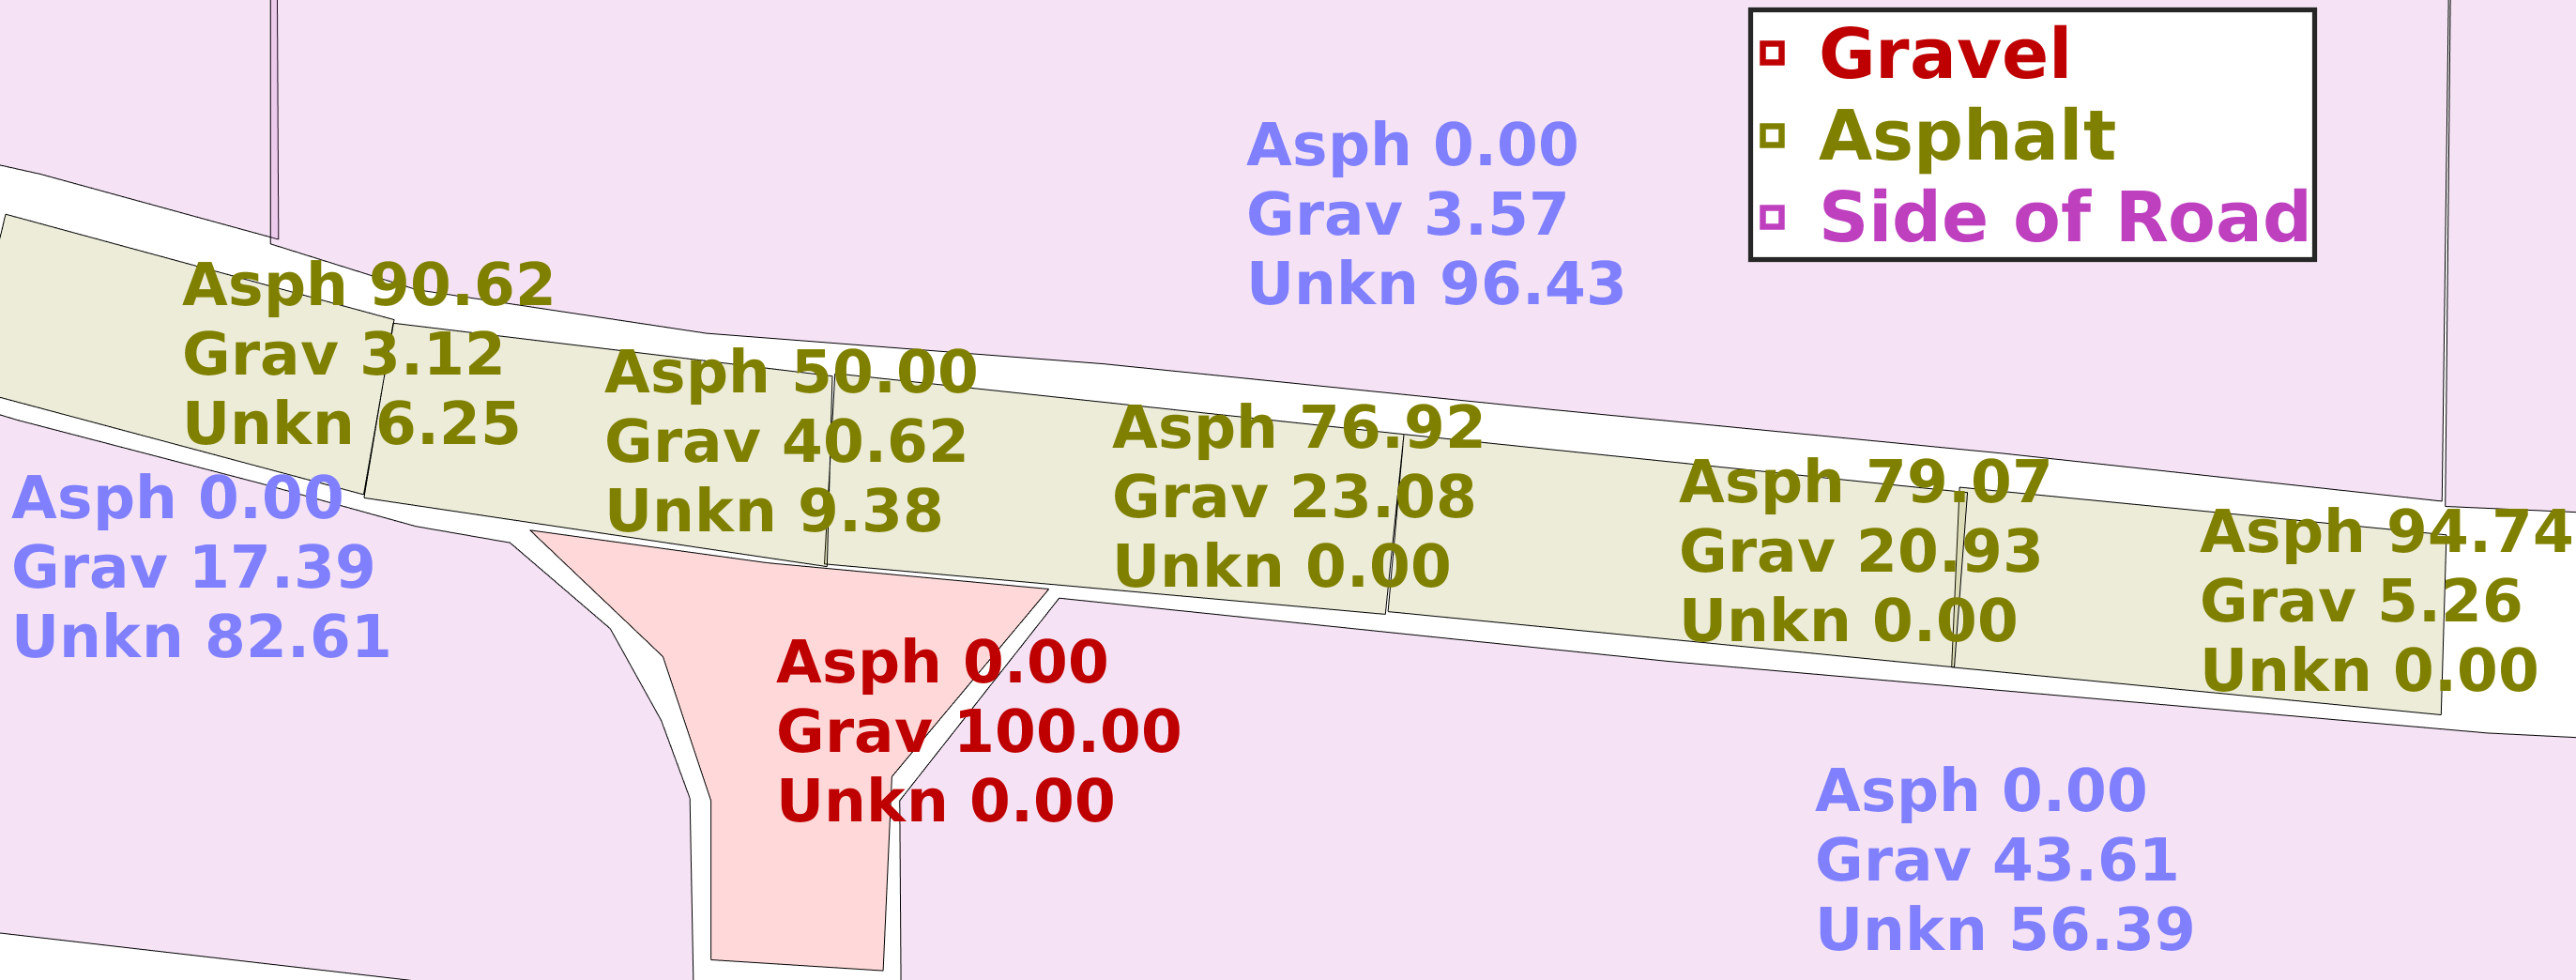 Gravel
Asphalt
Side of Road
Asph 0.00
Grav 3.57
Unkn 96.43
Asph 90.62
Grav 3.12
Unkn 6.25
Asph 50.00
Grav 40.62
Unkn 9.38
Asph 76.92
Grav 23.08
Unkn 0.00
Asph 79.07
Grav 20.93
Unkn 0.00
Asph 94.74
Grav 5.26
Unkn 0.00
Asph 0.00
Grav 17.39
Unkn 82.61
Asph 0.00
Grav 100.00
Unkn 0.00
Asph 0.00
Grav 43.61
Unkn 56.39